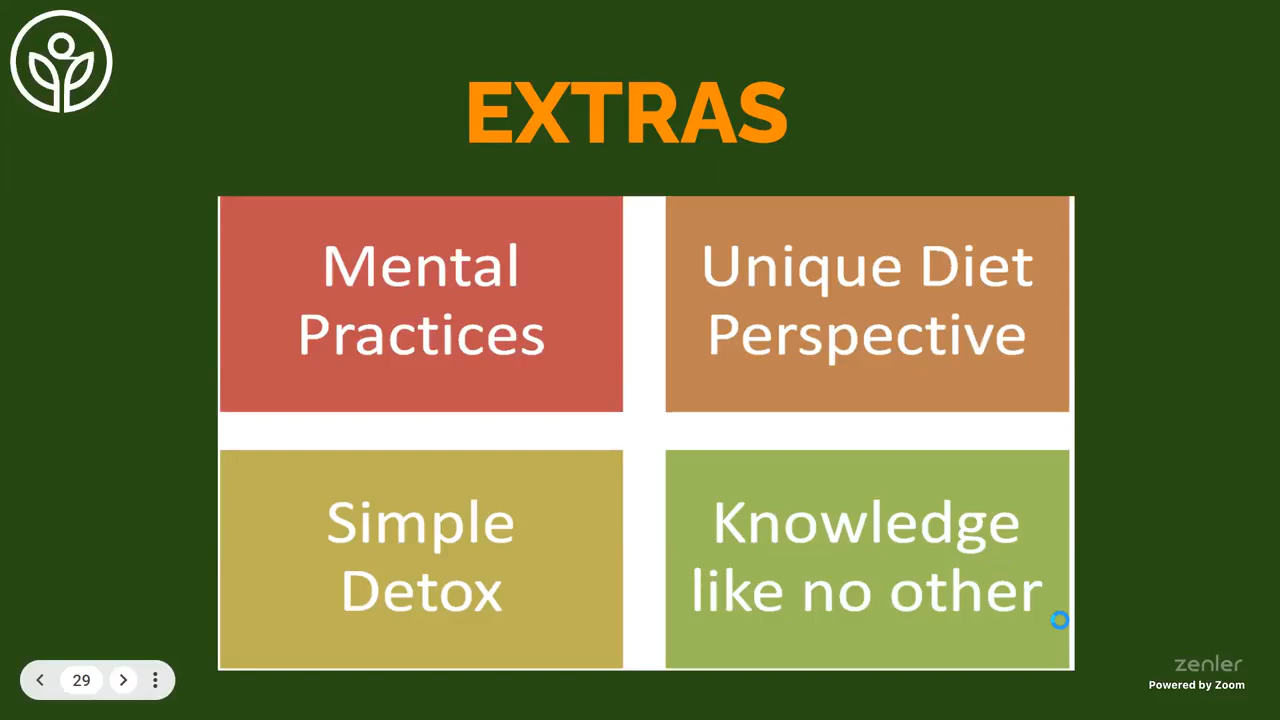 EXTRAS
Mental
Practices
Unique Diet
Perspective
Simple
Detox
Knowledge
like no other
29
zenler
Powered by Zoom